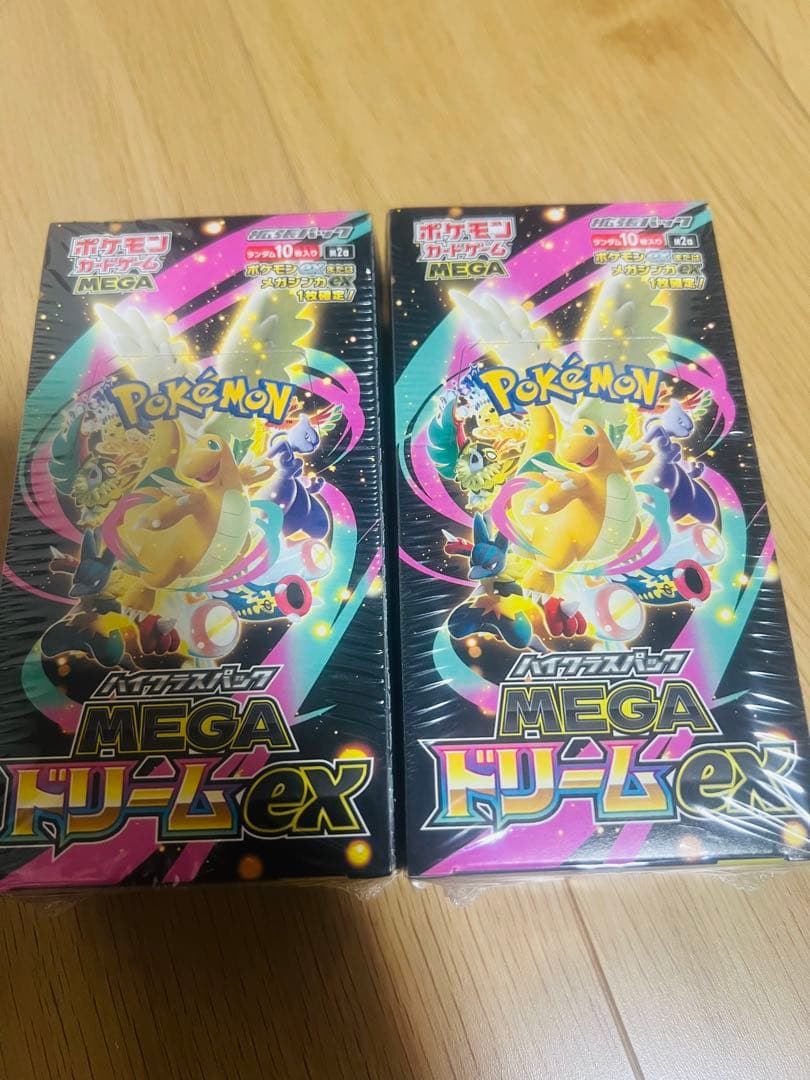 ポケモン
カードゲーム
MEGA
拡張パック
ランダム10枚入り 第2倍
ポケモンexまたは
メガシンカex
1枚確定!
POKÉMON
ハイクラスパック
MEGA
ドリームex
ポケモン
カードゲーム
MEGA
拡張パック
ランダム10枚入り
ポケモンexまたは
メガシンカex
1枚確定!
POKÉMON
TM
ハイクラスパック
MEGA
ドリームex